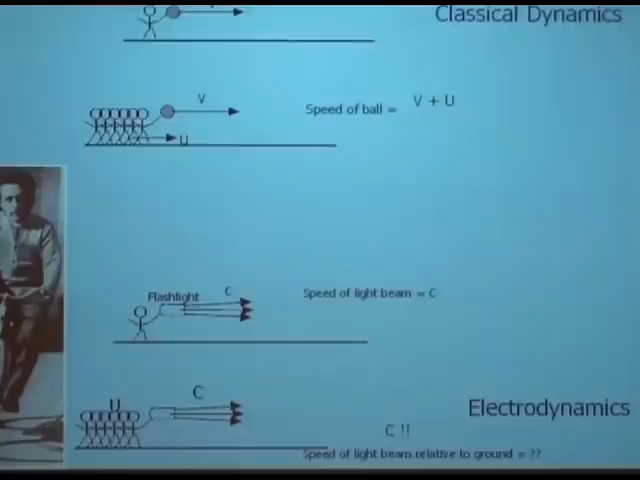 Classical Dynamics
V
Speed of ball = V + U
U
Flashlight
C
Speed of light beam = C
U
C
Electrodynamics
C !!
Speed of light beam relative to ground = ??